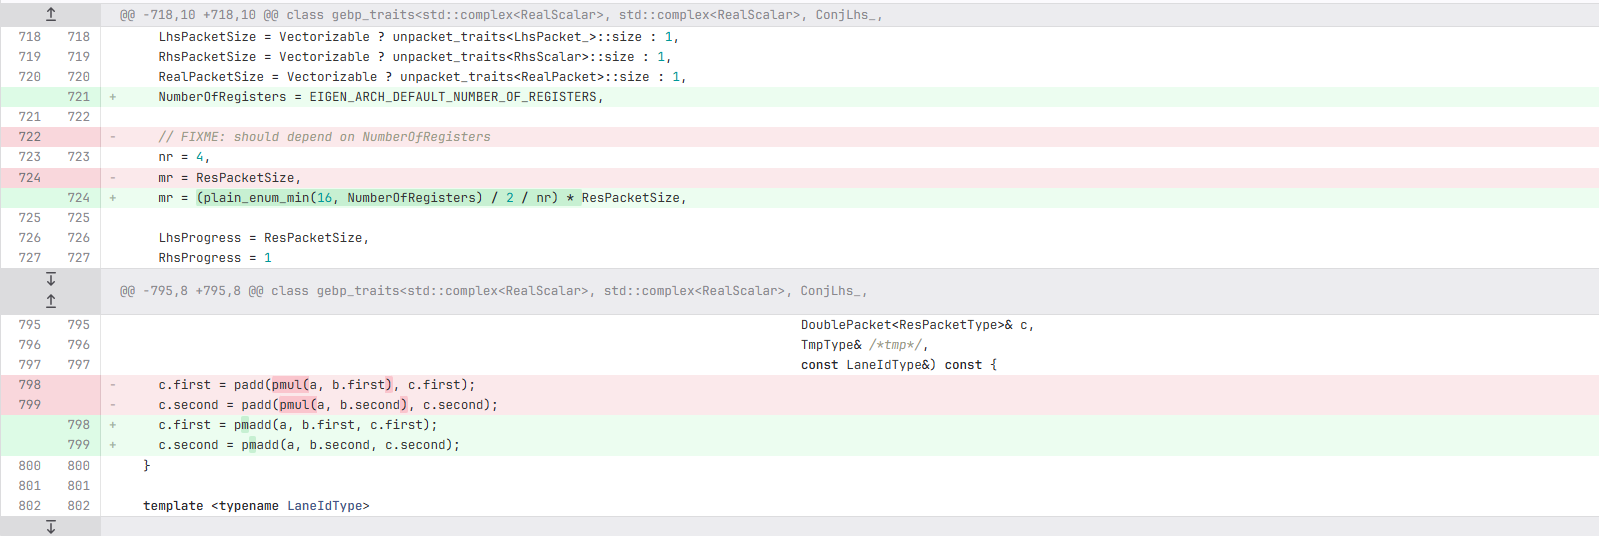 @@ -718,10 +718,10 @@ class gebp_traits<std::complex<RealScalar>, std::complex<RealScalar>, ConjLhs_,
718 718 LhsPacketSize = Vectorizable ? unpacket_traits<LhsPacket_>::size : 1,
719 719 RhsPacketSize = Vectorizable ? unpacket_traits<RhsScalar>::size : 1,
720 720 RealPacketSize = Vectorizable ? unpacket_traits<RealPacket>::size : 1,
721 + NumberOfRegisters = EIGEN_ARCH_DEFAULT_NUMBER_OF_REGISTERS,
721 722
722 - // FIXME: should depend on NumberOfRegisters
723 723 nr = 4,
724 - mr = ResPacketSize,
724 + mr = (plain_enum_min(16, NumberOfRegisters) / 2 / nr) * ResPacketSize,
725 725
726 726 LhsProgress = ResPacketSize,
727 727 RhsProgress = 1
@@ -795,8 +795,8 @@ class gebp_traits<std::complex<RealScalar>, std::complex<RealScalar>, ConjLhs_,
795 795 DoublePacket<ResPacketType>& c,
796 796 TmpType& /*tmp*/,
797 797 const LaneIdType&) const {
798 - c.first = padd(pmul(a, b.first), c.first);
799 - c.second = padd(pmul(a, b.second), c.second);
798 + c.first = pmadd(a, b.first, c.first);
799 + c.second = pmadd(a, b.second, c.second);
800 800 }
801 801
802 802 template <typename LaneIdType>